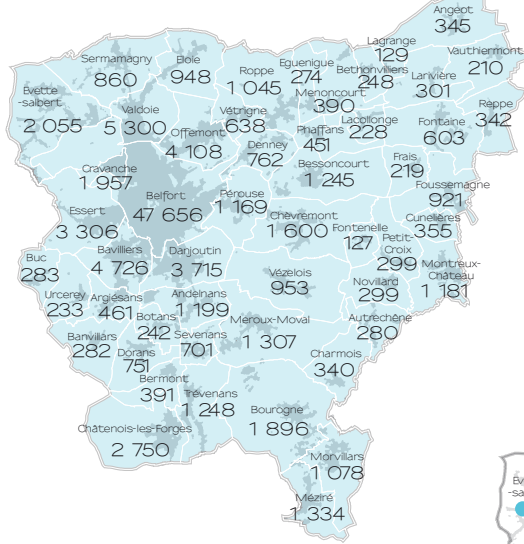 Angeot
345
Lagrange
129
Vauthiermont
210
Sermamagny
860
Eloie
948
Roppe
1 045
Eguenigue
274
Bethonvilliers
248
Larivière
301
Menoncourt
390
Évette
-salbert
2 055
Valdoie
5 300
Offemont
4 108
Vétrigne
638
Denney
762
Phaffans
451
Lacollonge
228
Fontaine
603
Reppe
342
Bessoncourt
1 245
Frais
219
Foussemagne
921
Cravanche
1 957
Belfort
47 656
Pérouse
1 169
Chèvremont
1 600
Fontenelle
127
Cunelières
355
Petit-
Croix
299
Montreux-
Château
1 181
Essert
3 306
Bavilliers
4 726
Danjoutin
3 715
Vézelois
953
Novillard
299
Buc
283
Urcerey
233
Argiésans
461
Botans
242
Andelnans
1 199
Sevenans
701
Meroux-Moval
1 307
Autrechêne
280
Banvillars
282
Dorans
751
Bermont
391
Charmois
340
Trévenans
1 248
Bourogne
1 896
Châtenois-les-Forges
2 750
Morvillars
1 078
Méziré
1 334